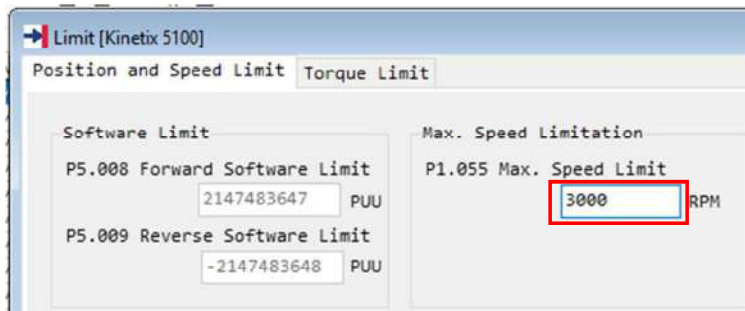 Limit [Kinetix 5100]
Position and Speed Limit Torque Limit
Software Limit
P5.008 Forward Software Limit
2147483647 PUU
P5.009 Reverse Software Limit
-2147483648 PUU
Max. Speed Limitation
P1.055 Max. Speed Limit
3000 RPM